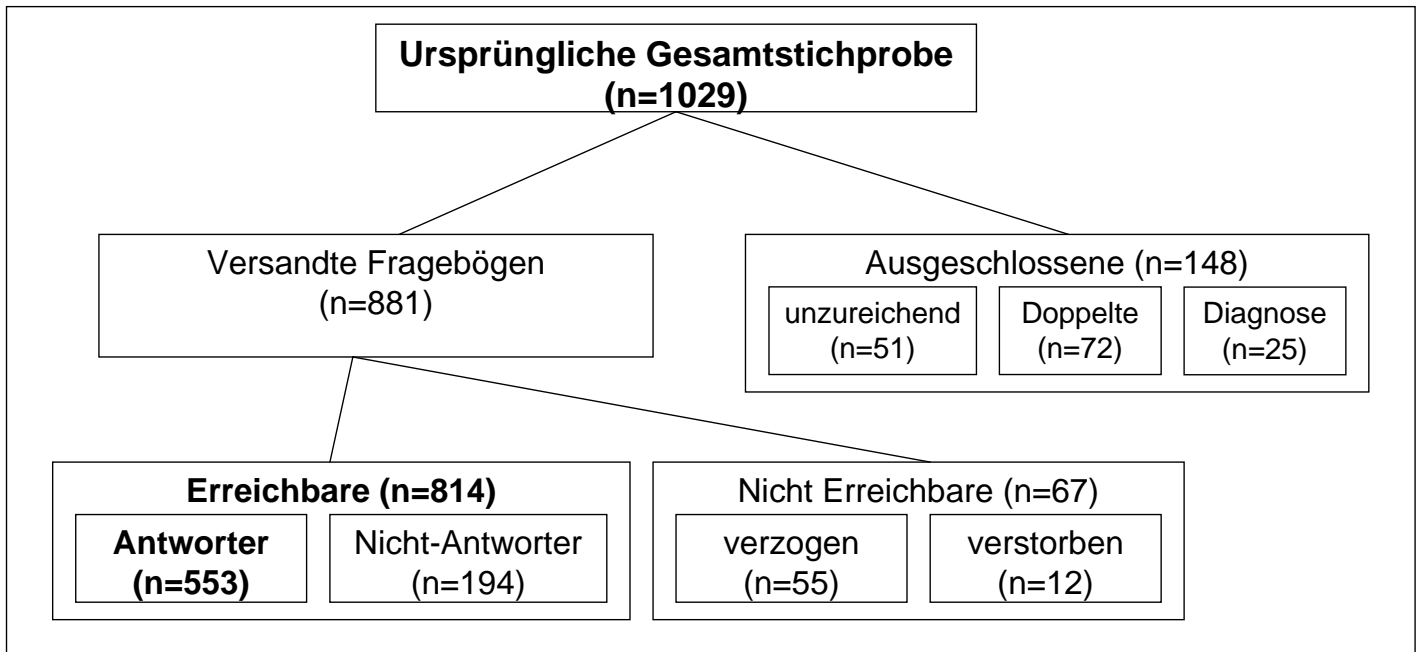 Ursprüngliche Gesamtstichprobe
(n=1029)
Versandte Fragebögen
(n=881)
Ausgeschlossene (n=148)
unzureichend
(n=51)
Doppelte
(n=72)
Diagnose
(n=25)
Erreichbare (n=814)
Antworter
(n=553)
Nicht-Antworter
(n=194)
Nicht Erreichbare (n=67)
verzogen
(n=55)
verstorben
(n=12)